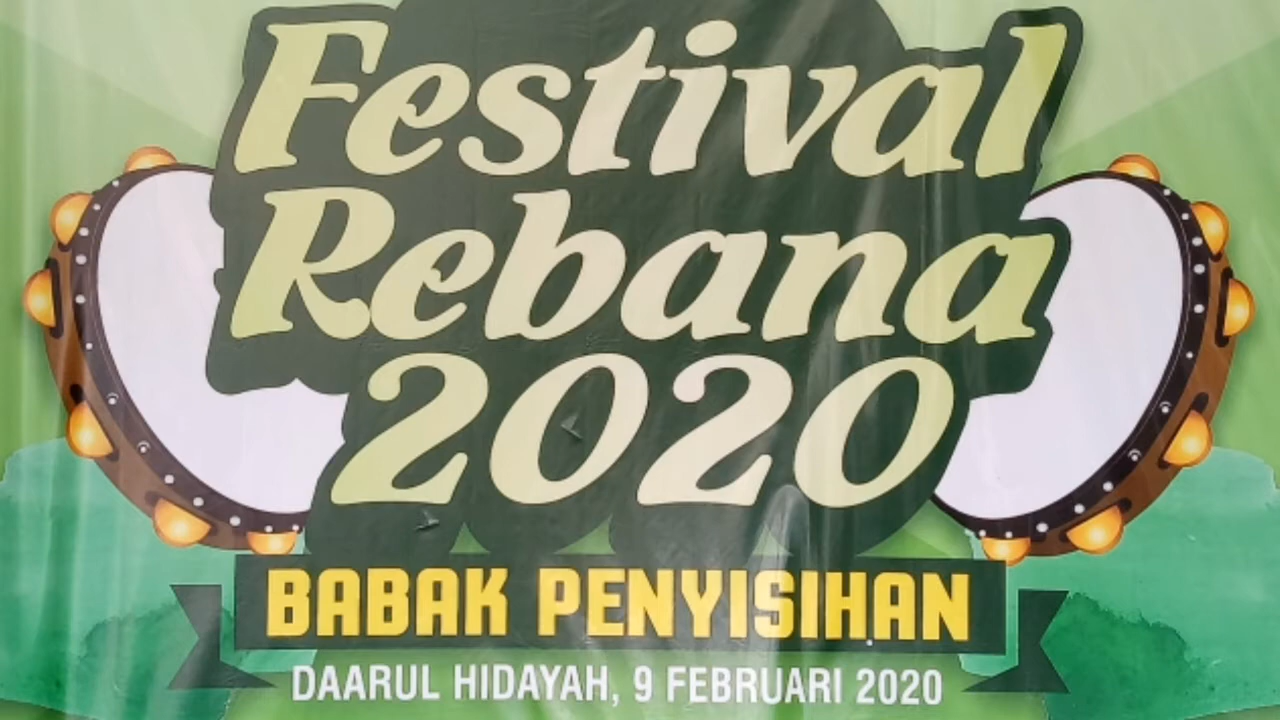 Festival
Rebana
2020
BABAK PENYISIHAN
DAARUL HIDAYAH, 9 FEBRUARI 2020